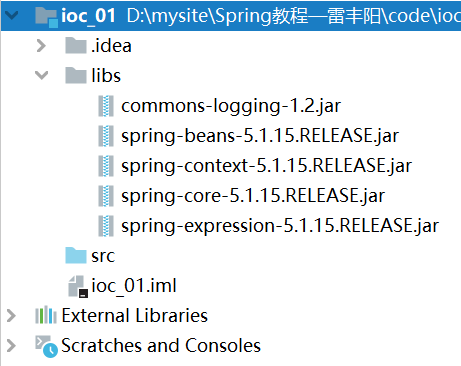 ioc_01 D:\mysite\Spring教程—雷丰阳\code\ioc
.idea
libs
commons-logging-1.2.jar
spring-beans-5.1.15.RELEASE.jar
spring-context-5.1.15.RELEASE.jar
spring-core-5.1.15.RELEASE.jar
spring-expression-5.1.15.RELEASE.jar
src
ioc_01.iml
External Libraries
Scratches and Consoles